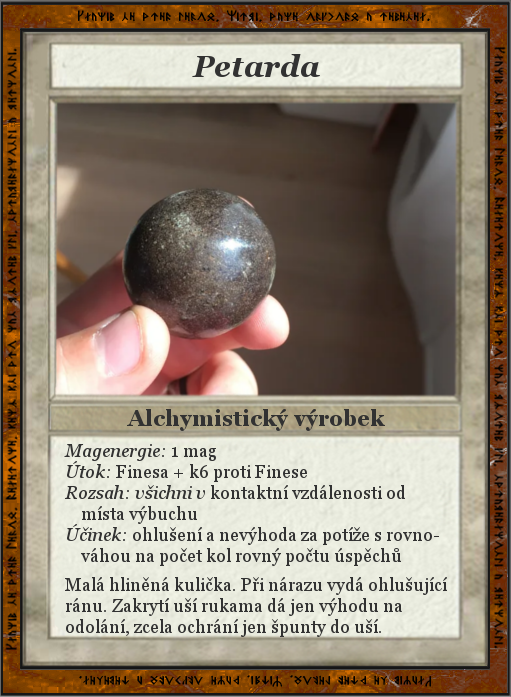 Petarda
Alchymistický výrobek
Magenergie: 1 mag
Útok: Finesa + k6 proti Finese
Rozsah: všichni v kontaktní vzdálenosti od
místa výbuchu
Účinek: ohlušení a nevýhoda za potíže s rovno-
váhou na počet kol rovný počtu úspěchů
Malá hliněná kulička. Při nárazu vydá ohlušující
ránu. Zakrytí uší rukama dá jen výhodu na
odolání, zcela ochrání jen špunty do uší.